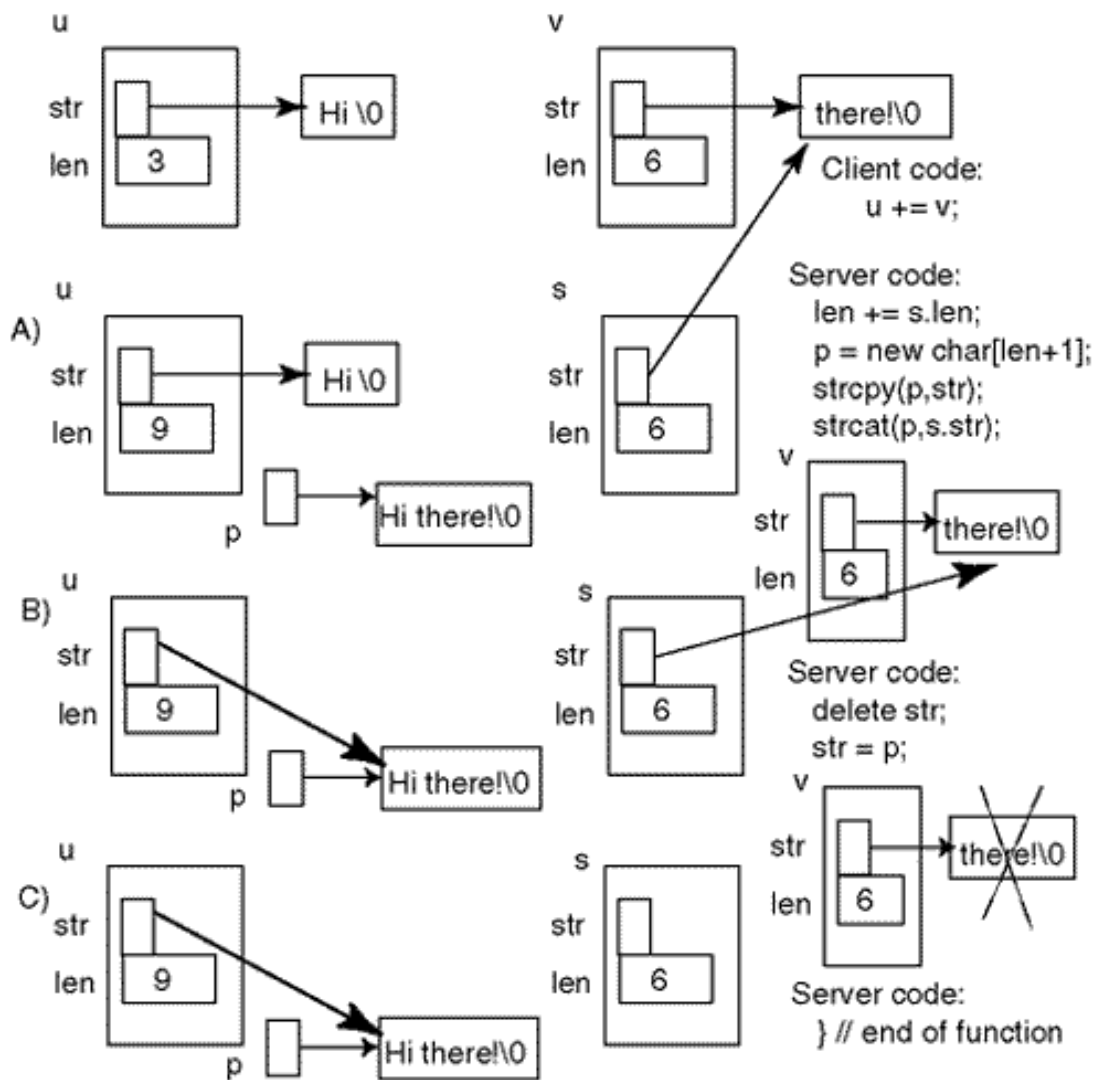 u
v
str
Hi \0
str
there!\0
len
3
len
6
Client code:
u += v;
A)
u
s
Server code:
len += s.len;
p = new char[len+1];
strcpy(p,str);
strcat(p,s.str);
str
Hi \0
str
len
9
len
6
p
Hi there!\0
v
str
there!\0
len
6
B)
u
s
str
str
len
9
len
6
p
Hi there!\0
Server code:
delete str;
str = p;
v
str
there!\0
len
6
C)
u
s
str
str
len
9
len
6
p
Hi there!\0
Server code:
} // end of function